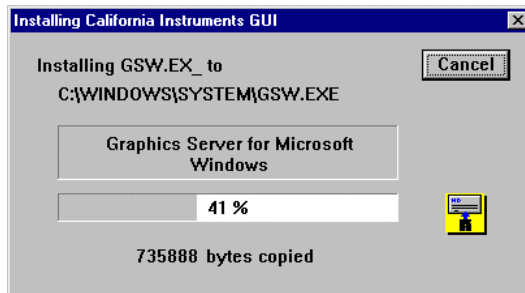 Installing California Instruments GUI
Installing GSW.EX_ to
C:\WINDOWS\SYSTEM\GSW.EXE
Cancel
Graphics Server for Microsoft
Windows
41 %
HD
735888 bytes copied